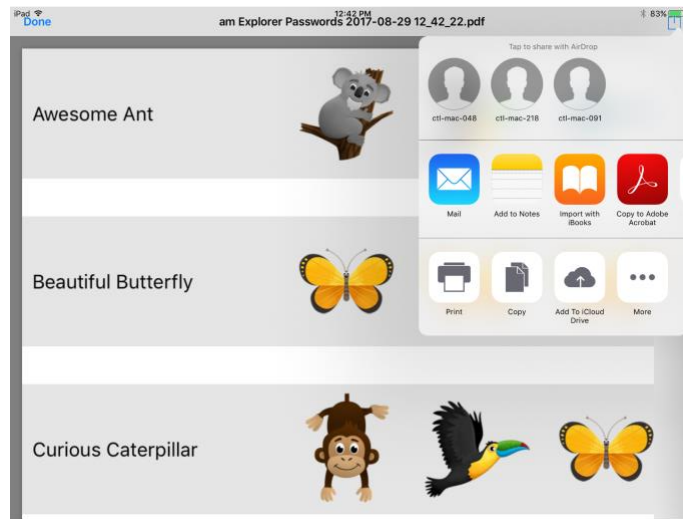 iPad 12:42 PM 83%
Done am Explorer Passwords 2017-08-29 12_42_22.pdf
Tap to share with AirDrop
ctl-mac-048 ctl-mac-218 ctl-mac-091
Awesome Ant
Mail Add to Notes Import with iBooks Copy to Adobe Acrobat
Beautiful Butterfly
Print Copy Add To iCloud Drive More
Curious Caterpillar